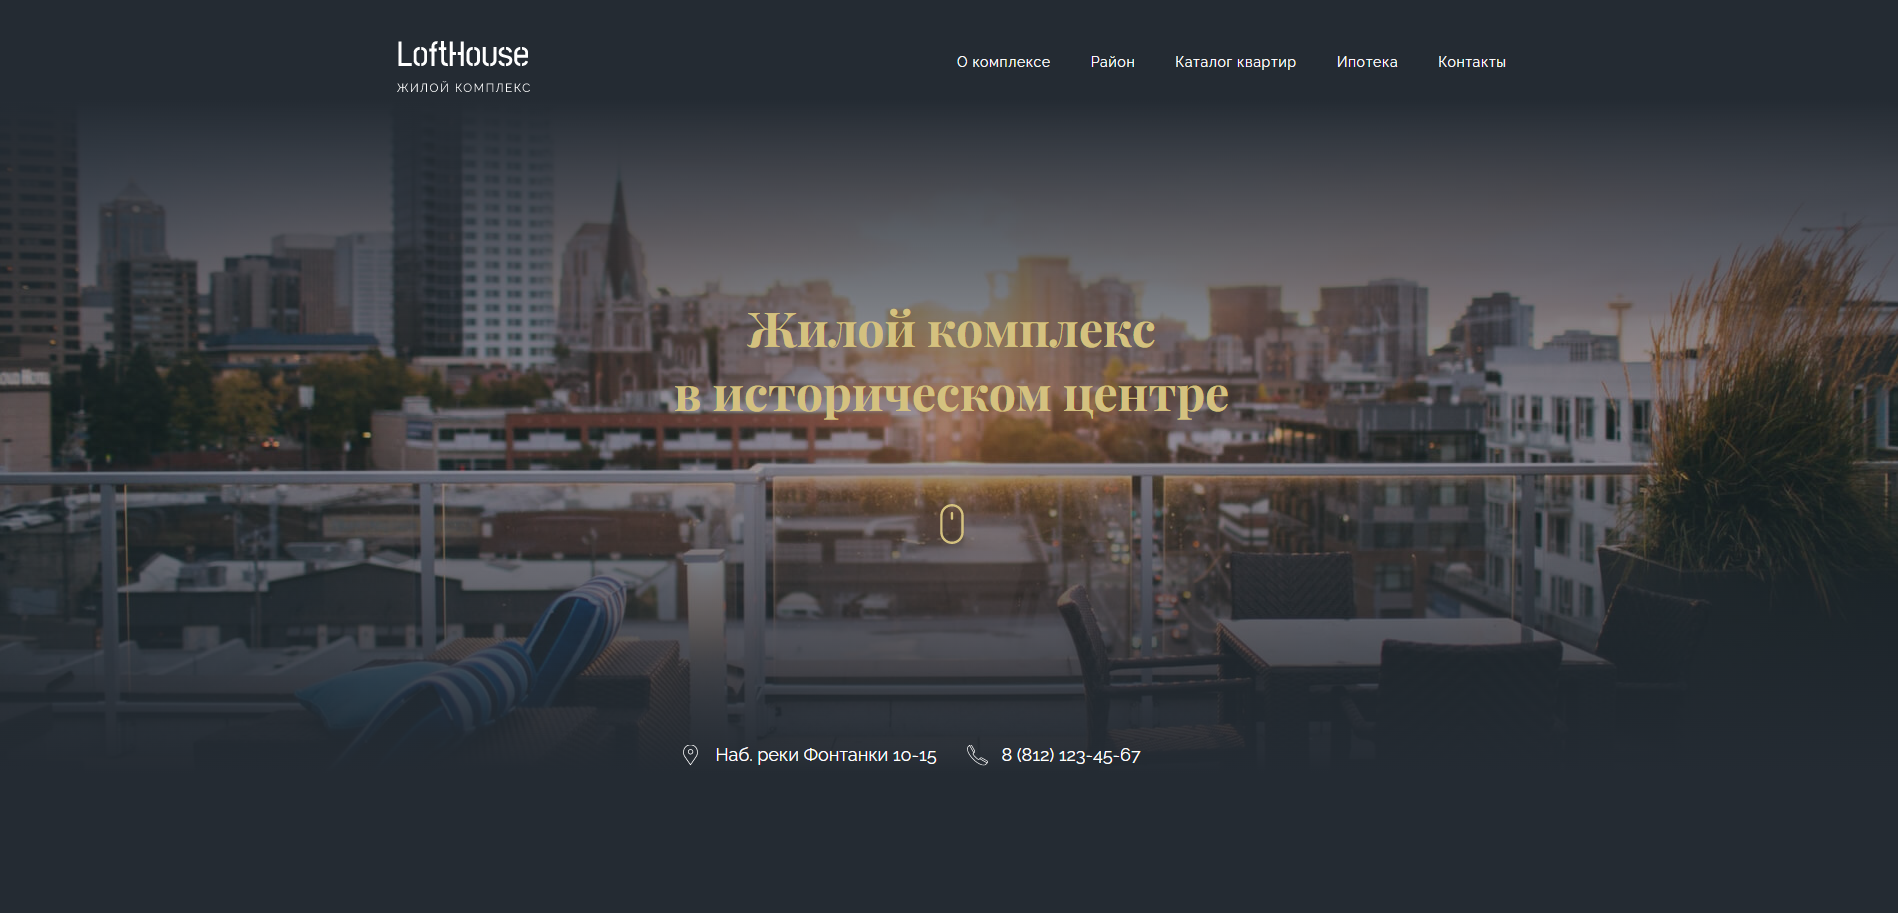 LoftHouse
ЖИЛОЙ КОМПЛЕКС
О комплексе
Район
Каталог квартир
Ипотека
Контакты
Жилой комплекс
в историческом центре
Наб. реки Фонтанки 10-15
8 (812) 123-45-67